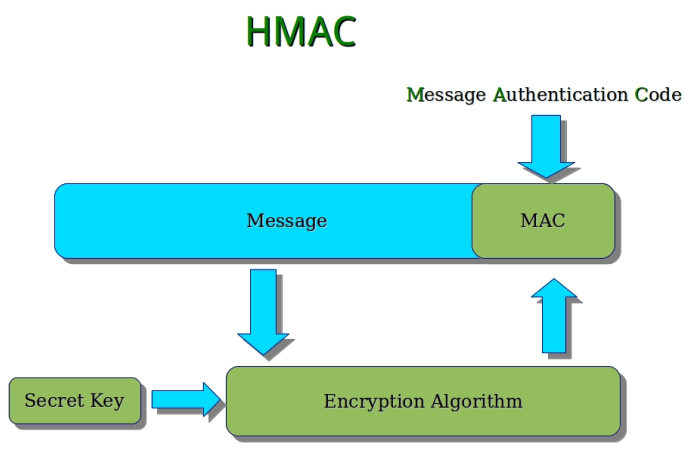 HMAC
Message Authentication Code
Message
MAC
Secret Key
Encryption Algorithm